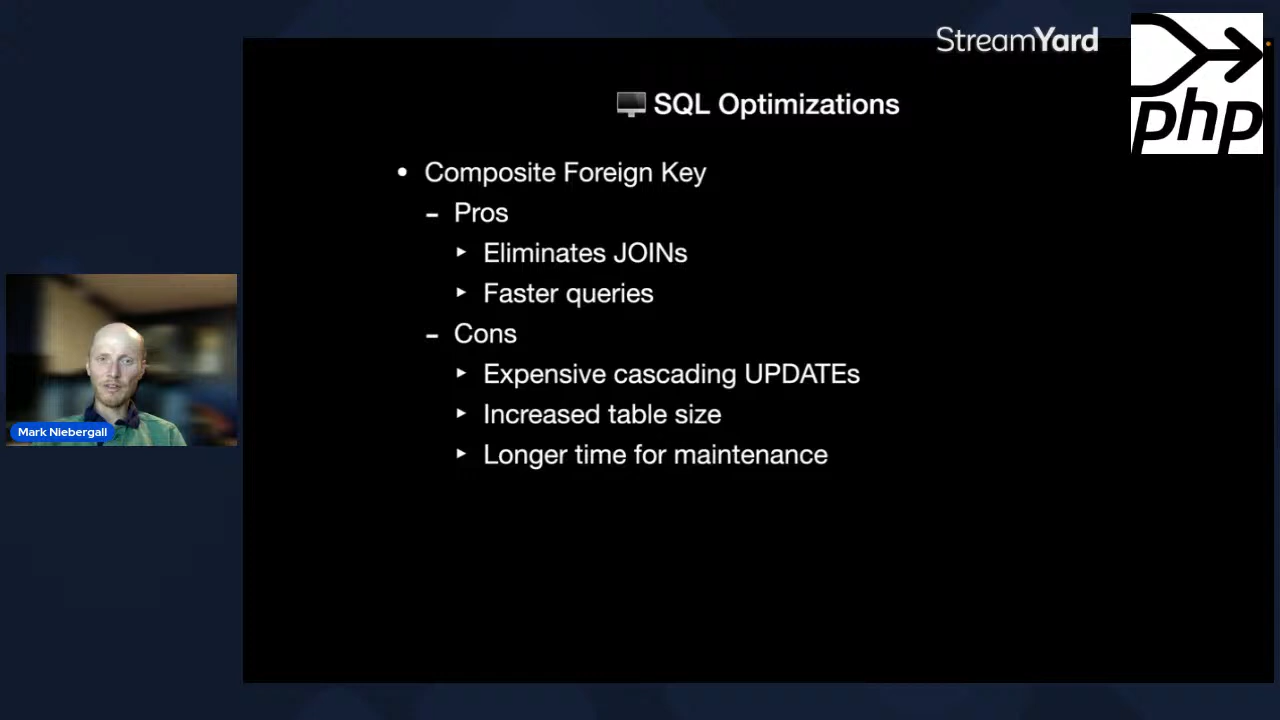 StreamYard
php
SQL Optimizations
• Composite Foreign Key
– Pros
‣ Eliminates JOINs
‣ Faster queries
– Cons
‣ Expensive cascading UPDATEs
‣ Increased table size
‣ Longer time for maintenance
Mark Niebergall